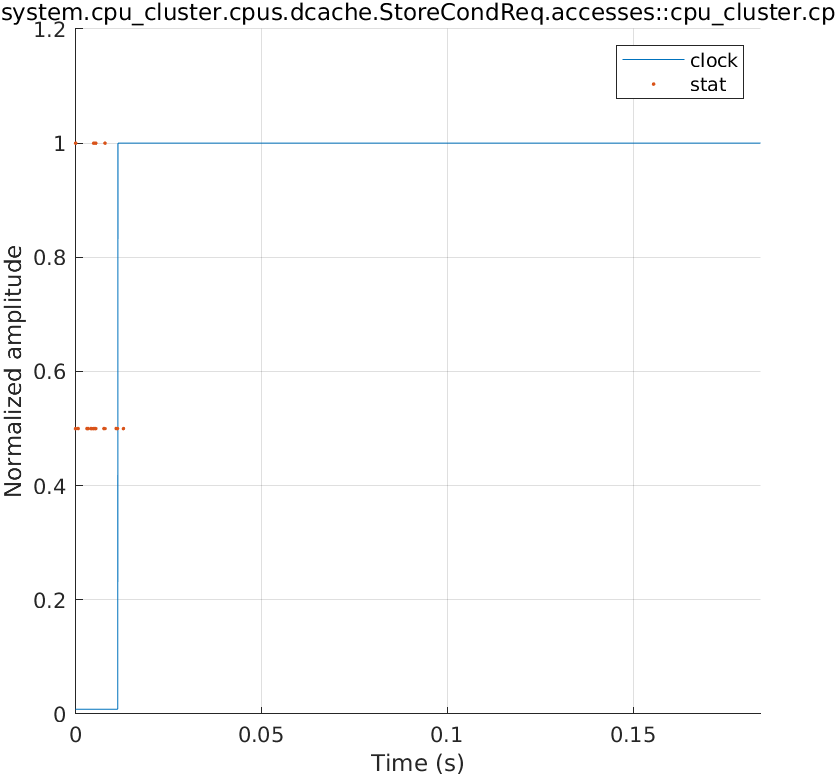 system.cpu_cluster.cpus.dcache.StoreCondReq.accesses::cpu_cluster.cp
1.2
1
0.8
0.6
0.4
0.2
0
Normalized amplitude
clock
stat
0
0.05
0.1
0.15
Time (s)